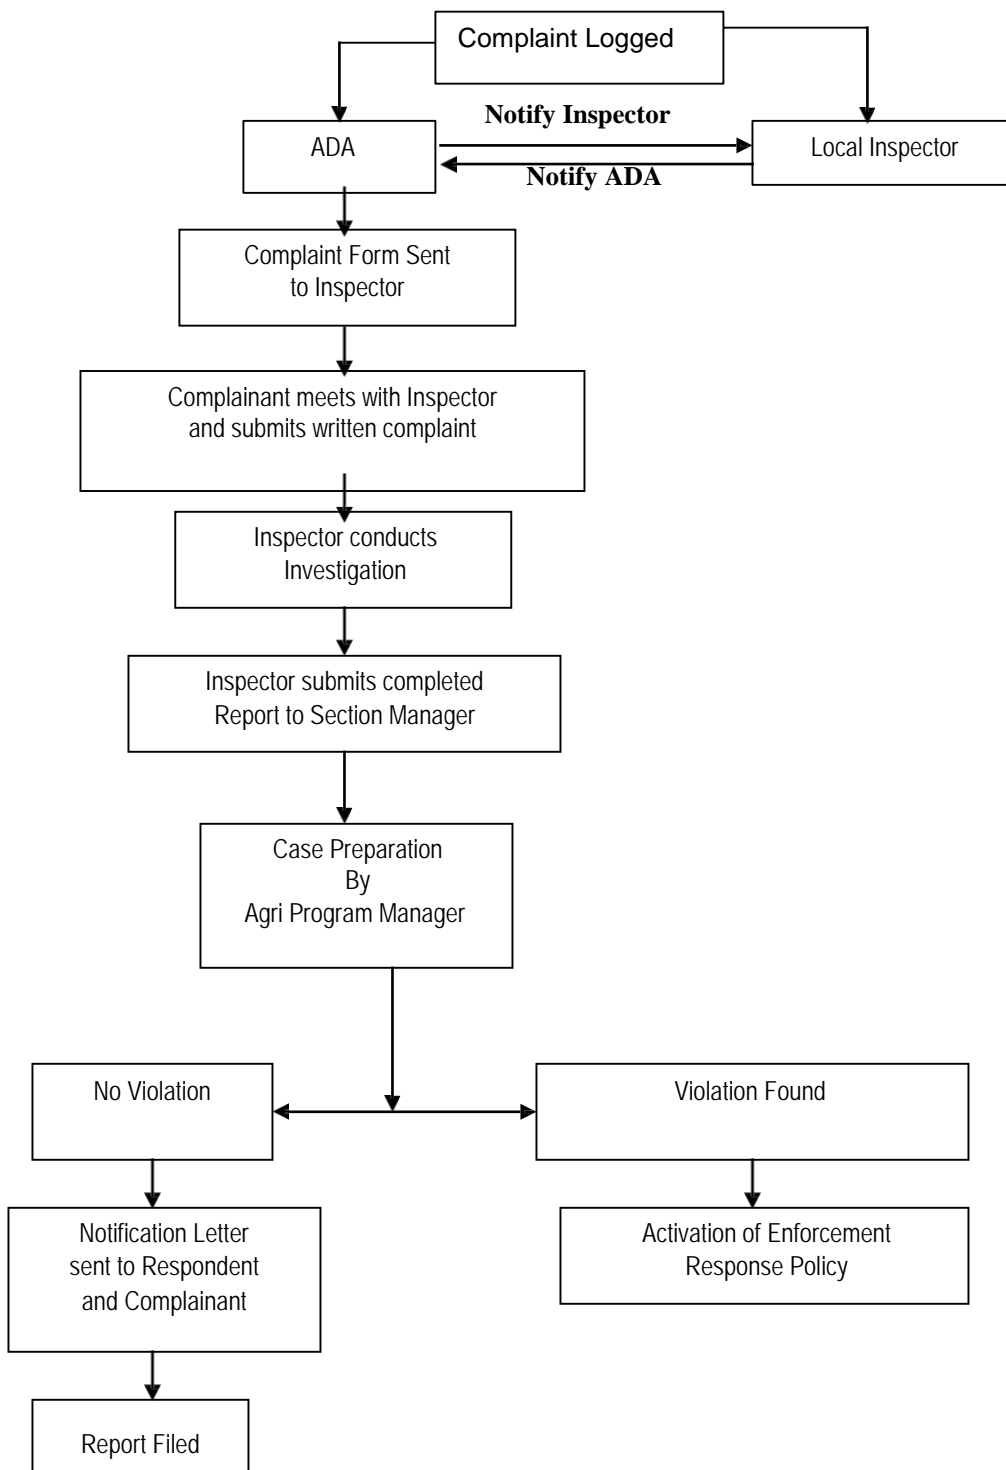 Complaint Logged
Notify Inspector
ADA
Local Inspector
Notify ADA
Complaint Form Sent
to Inspector
Complainant meets with Inspector
and submits written complaint
Inspector conducts
Investigation
Inspector submits completed
Report to Section Manager
Case Preparation
By
Agri Program Manager
No Violation
Violation Found
Notification Letter
sent to Respondent
and Complainant
Activation of Enforcement
Response Policy
Report Filed